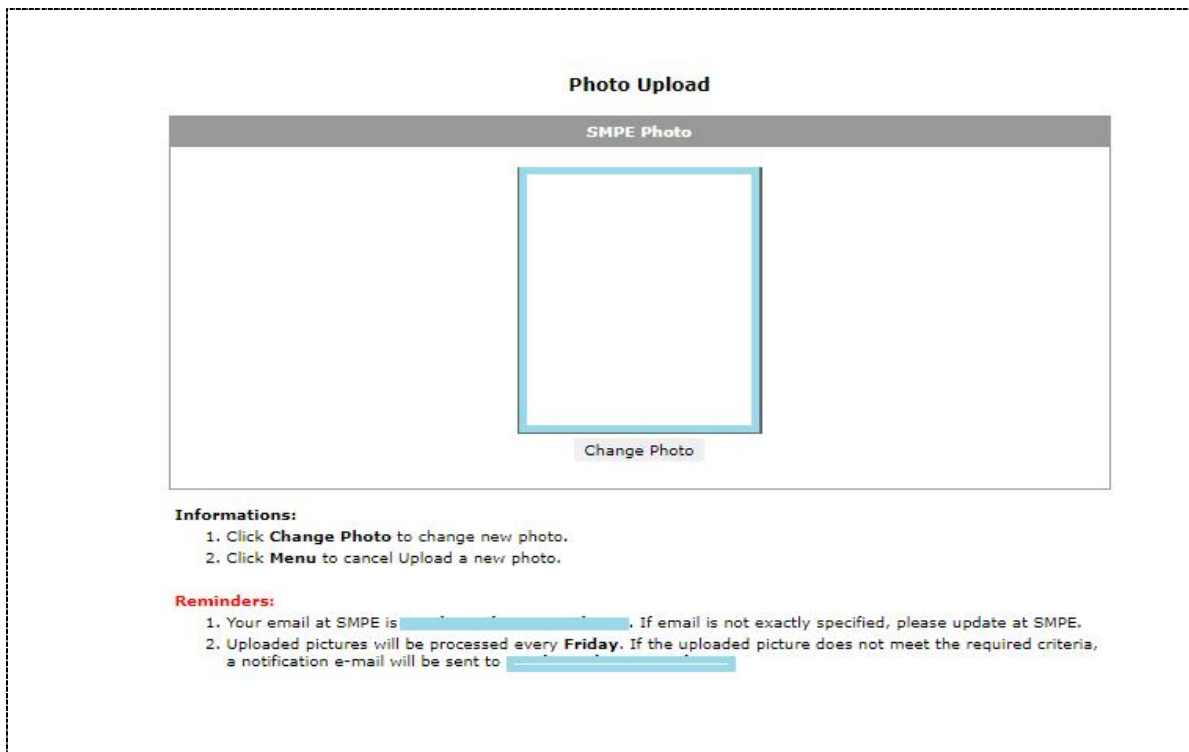 Photo Upload
SMPE Photo
Change Photo
Informations:
1. Click Change Photo to change new photo.
2. Click Menu to cancel Upload a new photo.
Reminders:
1. Your email at SMPE is . If email is not exactly specified, please update at SMPE.
2. Uploaded pictures will be processed every Friday. If the uploaded picture does not meet the required criteria,
a notification e-mail will be sent to